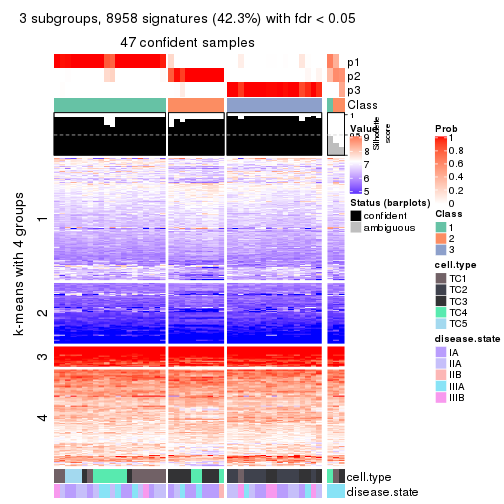 3 subgroups, 8958 signatures (42.3%) with fdr < 0.05
47 confident samples
p1
p2
p3
Class
1
Silhouette
score
k-means with 4 groups
1
2
3
4
cell.type
disease.state
Value
9
8
7
6
5
Status (barplots)
confident
ambiguous
Prob
1
0.8
0.6
0.4
0.2
0
Class
1
2
3
cell.type
TC1
TC2
TC3
TC4
TC5
disease.state
IA
IIA
IIB
IIIA
IIIB